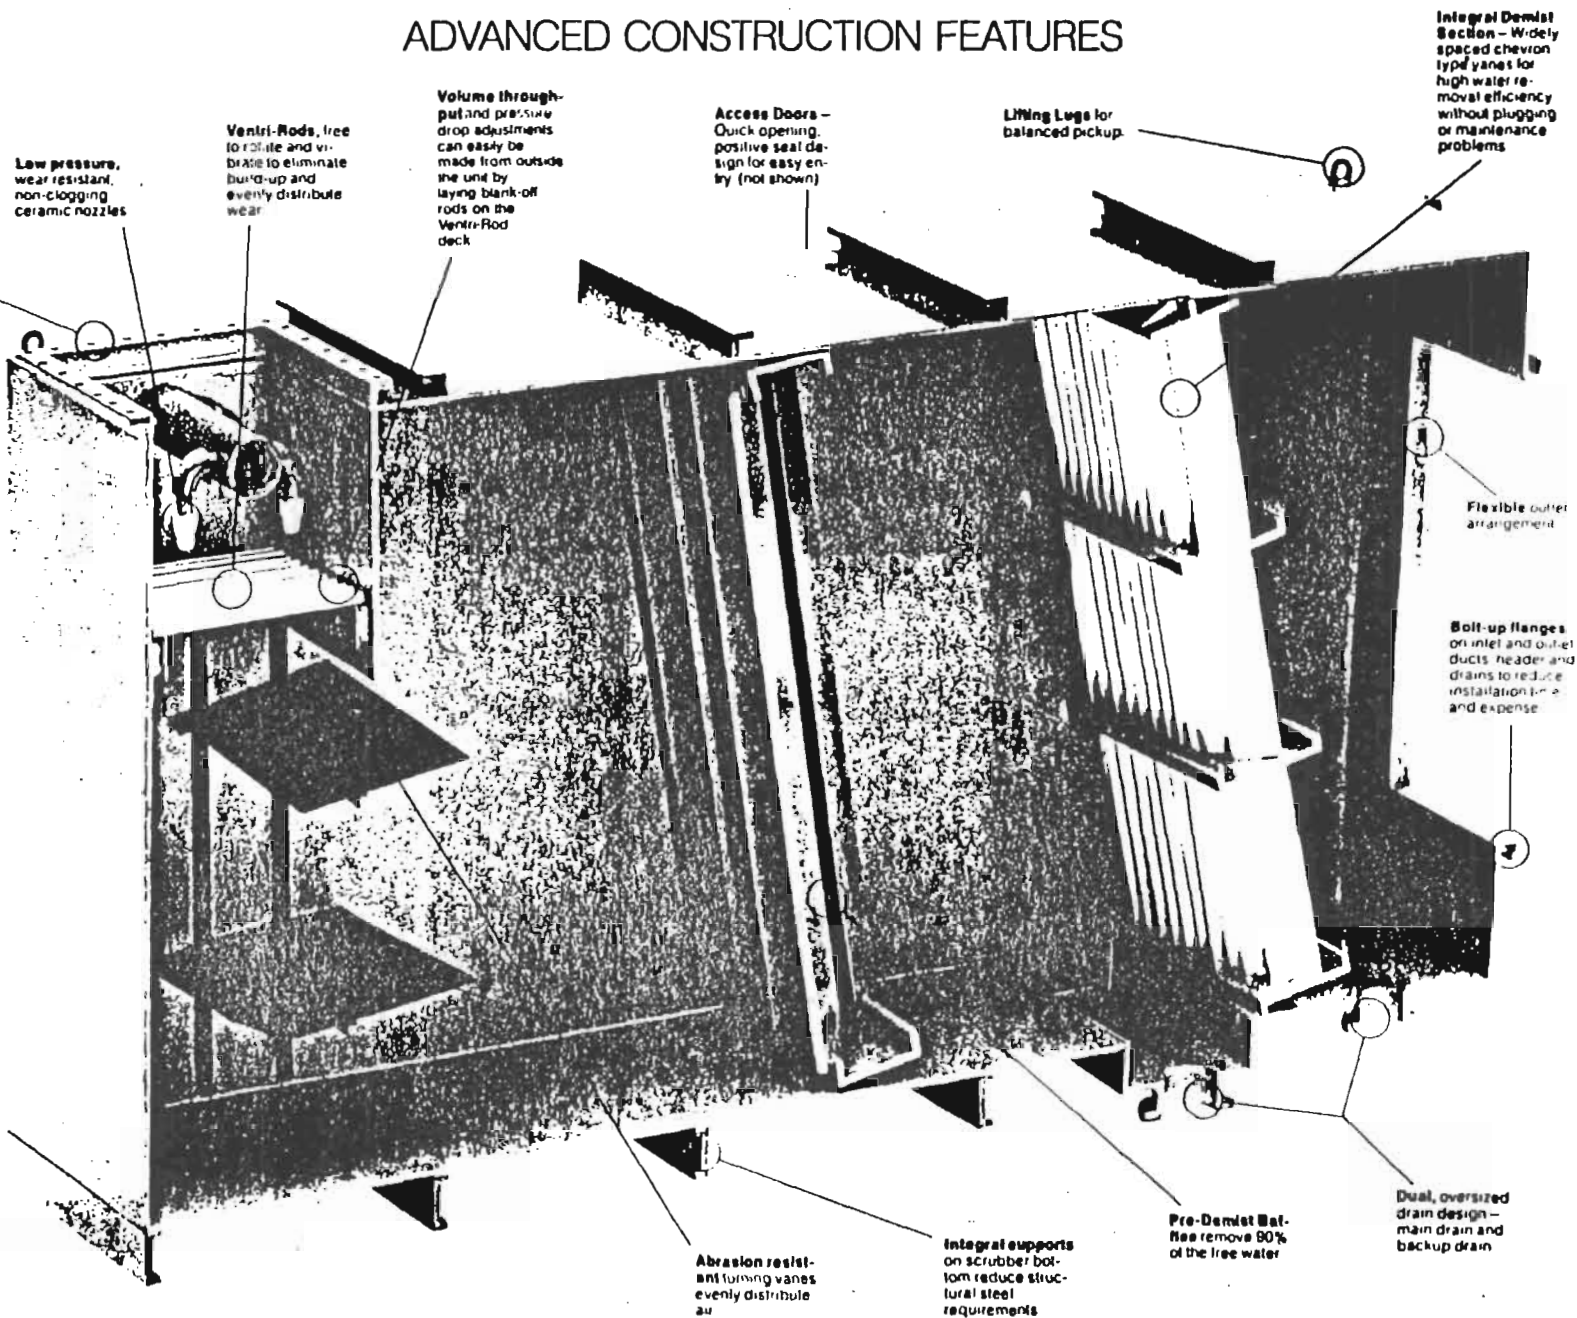 ADVANCED CONSTRUCTION FEATURES
Low pressure,
wear resistant,
non-clogging
ceramic nozzles
Ventri-Rods, free
to rotate and vi-
brate to eliminate
build-up and
evenly distribute
wear
Volume through-
put and pressure
drop adjustments
can easily be
made from outside
the unit by
laying blank-off
rods on the
Ventri-Rod
deck
Access Doors –
Quick opening,
positive seal de-
sign for easy en-
try (not shown)
Lifting Lugs for
balanced pickup.
Integral Demist
Section – Widely
spaced chevron
type vanes for
high water re-
moval efficiency
without plugging
or maintenance
problems
Flexible outlet
arrangement
Bolt-up flanges
on inlet and outlet
ducts, header and
drains to reduce
installation time
and expense
Dual, oversized
drain design –
main drain and
backup drain
Pre-Demist Baf-
fles remove 90%
of the free water
Integral supports
on scrubber bot-
tom reduce struc-
tural steel
requirements
Abrasion resist-
ant turning vanes
evenly distribute
air